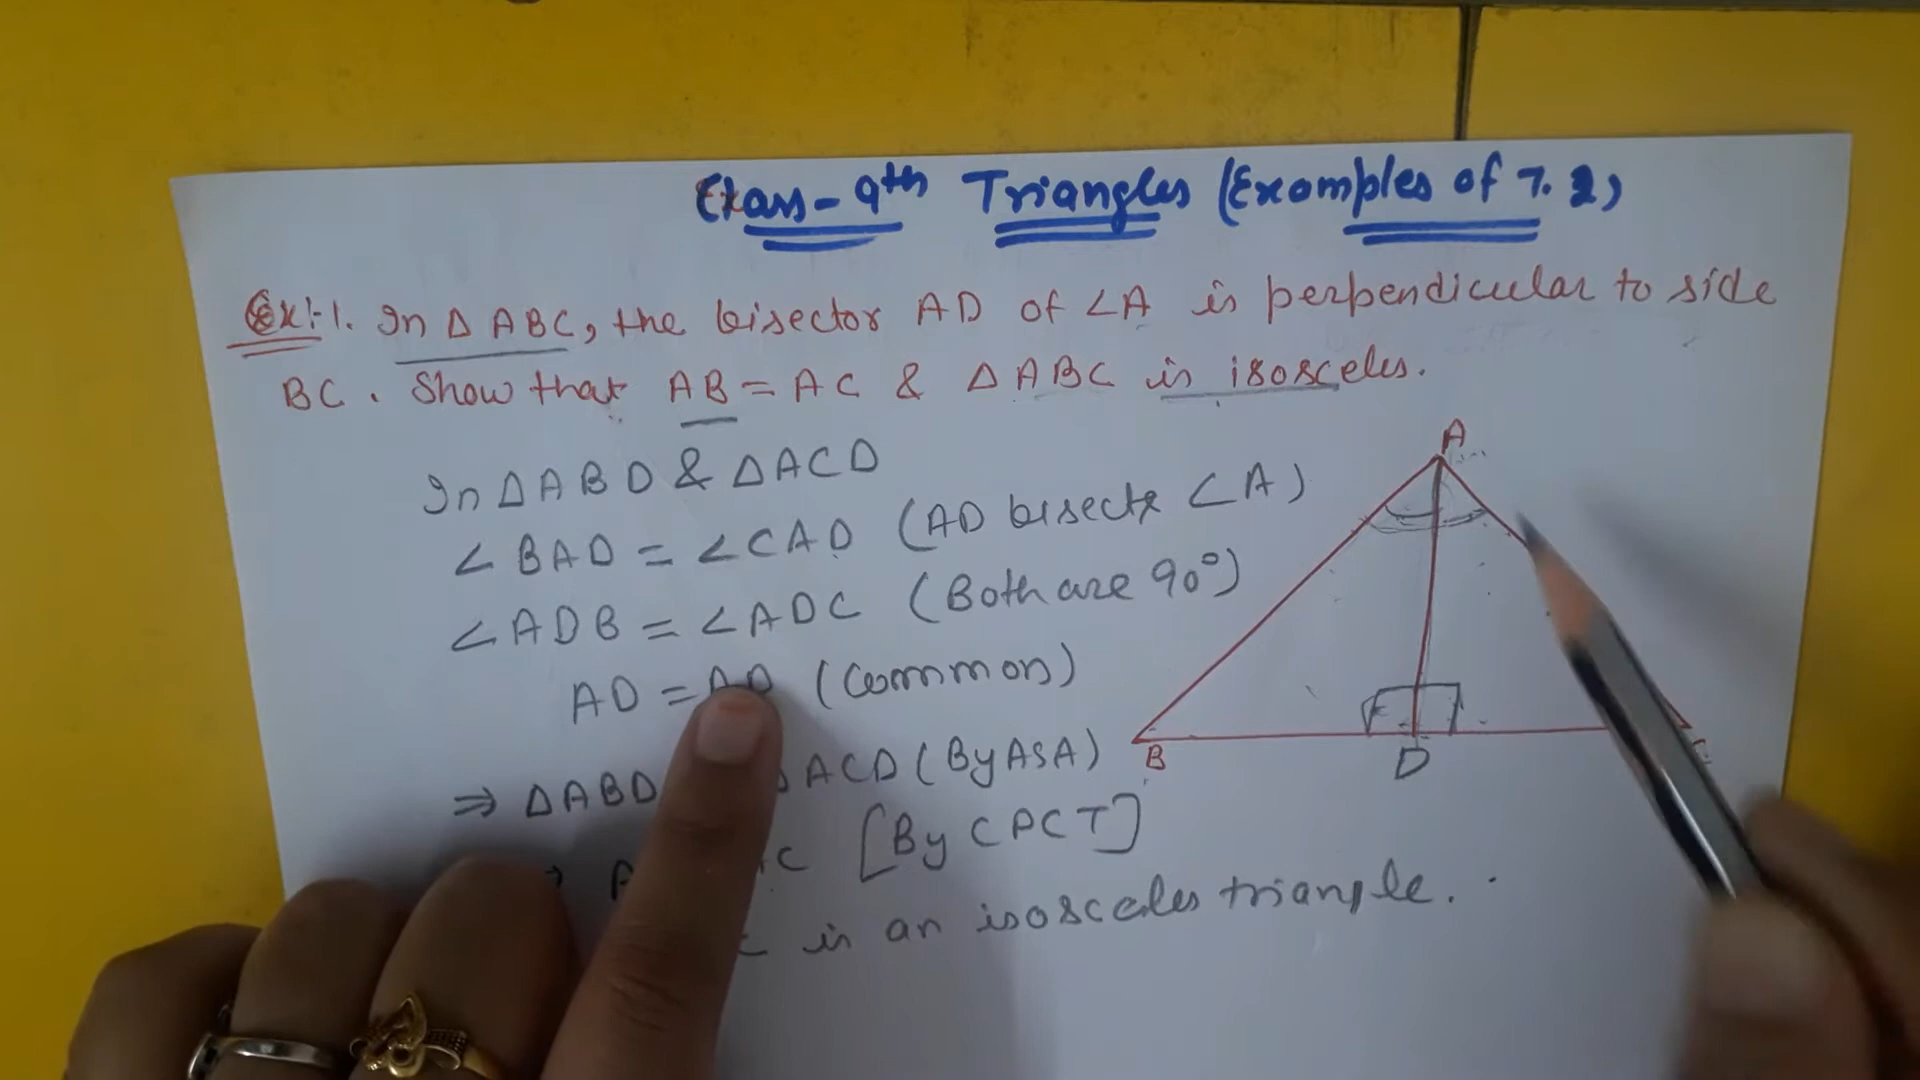 Class - 9th Triangles (Examples of 7.2)
Ex:-1. In Δ ABC, the bisector AD of ∠A is perpendicular to side
BC. Show that AB = AC & Δ ABC is isosceles.
In Δ ABD & Δ ACD
∠BAD = ∠CAD (AD bisects ∠A)
∠ADB = ∠ADC (Both are 90°)
AD = AD (Common)
⇒ Δ ABD ACD (By ASA)
C [By CPCT]
is an isosceles triangle.
A
B
D